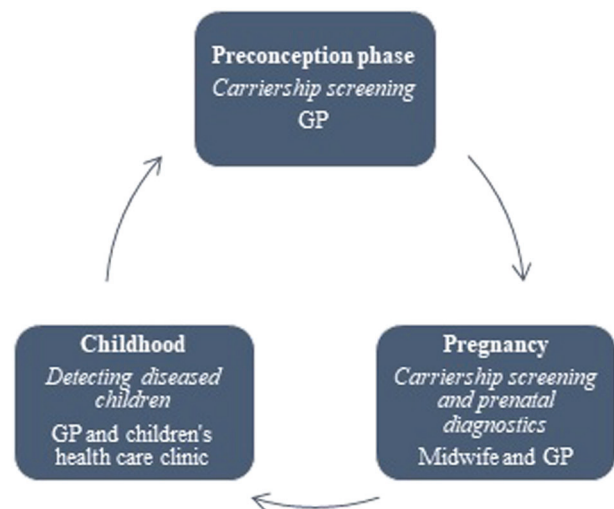 Preconception phase
Carriership screening
GP
Childhood
Detecting diseased
children
GP and children's
health care clinic
Pregnancy
Carriership screening
and prenatal
diagnostics
Midwife and GP